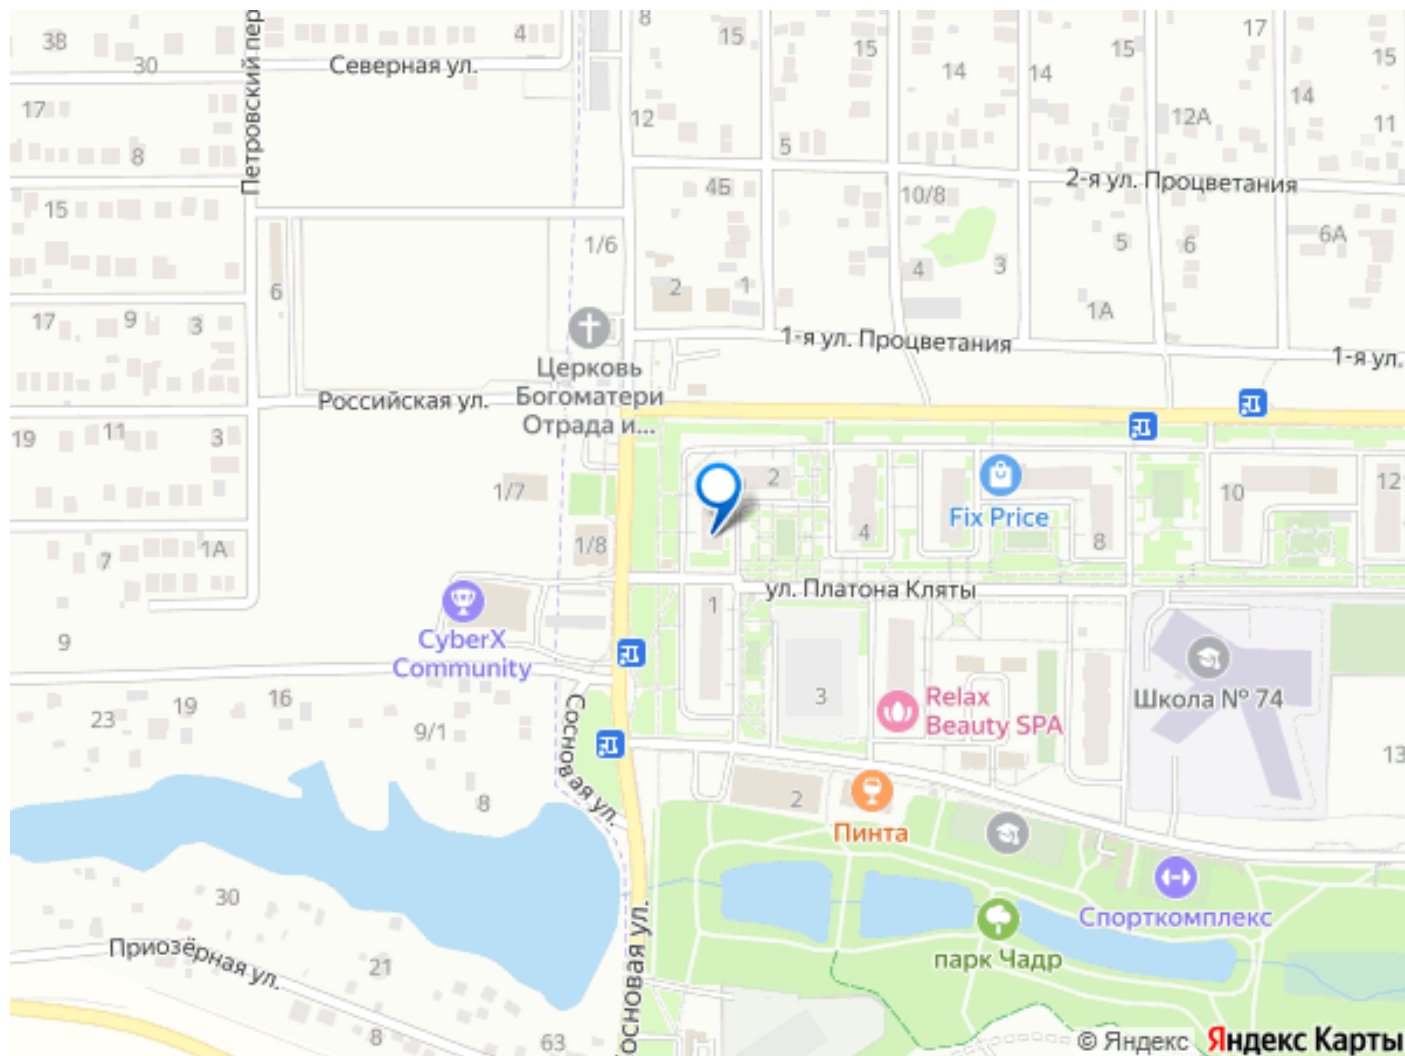 38
30
Петровский пер
4
Северная ул.
8
15
15
14
14
15
17
15
14
11
17
8
12
5
12А
15
4Б
10/8
2-я ул. Процветания
1/6
2
1
4
3
5
6
6А
1А
6
17
9
3
1-я ул. Процветания
1-я ул.
Церковь
Богоматери
Отрада и...
Российская ул.
19
11
3
1/7
2
4
Fix Price
8
10
12
7
1А
1/8
ул. Платона Кляты
9
CyberX
Community
1
3
Relax
Beauty SPA
Школа № 74
13
23
19
16
9/1
8
Сосновая ул.
2
Пинта
Спорткомплекс
парк Чадр
30
Приозёрная ул.
21
8
63
Сосновая ул.
© Яндекс Яндекс Карты